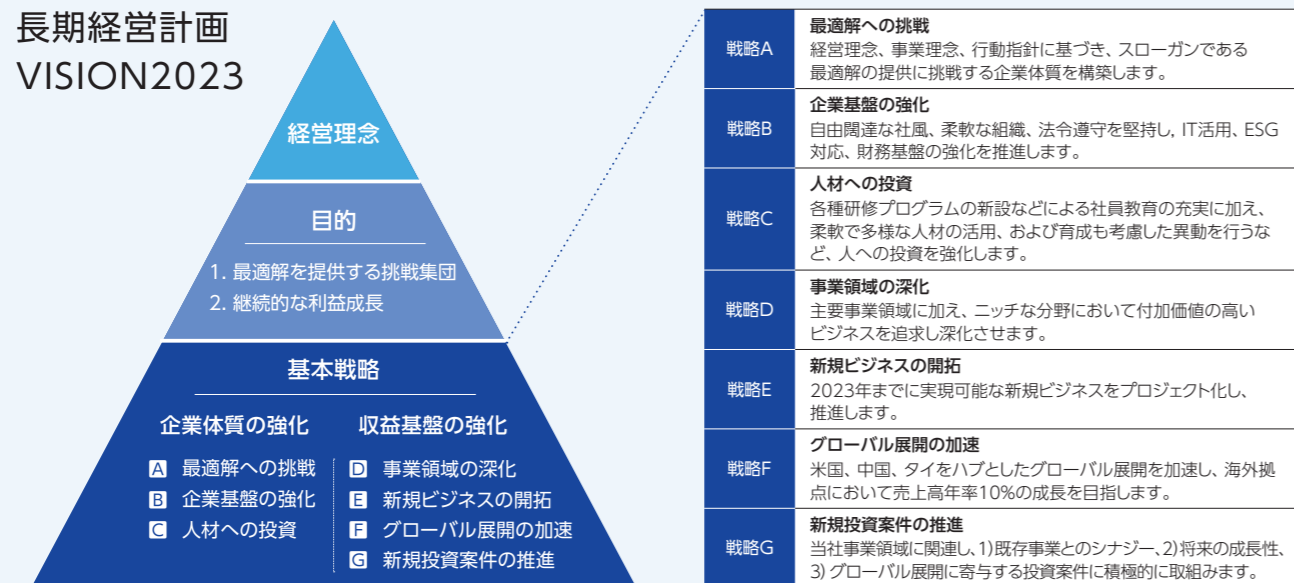 長期経営計画
VISION2023
経営理念
目的
1. 最適解を提供する挑戦集団
2. 継続的な利益成長
基本戦略
企業体質の強化
A 最適解への挑戦
B 企業基盤の強化
C 人材への投資
収益基盤の強化
D 事業領域の深化
E 新規ビジネスの開拓
F グローバル展開の加速
G 新規投資案件の推進
戦略A
最適解への挑戦
経営理念、事業理念、行動指針に基づき、スローガンである
最適解の提供に挑戦する企業体質を構築します。
戦略B
企業基盤の強化
自由闊達な社風、柔軟な組織、法令遵守を堅持し, IT活用、ESG
対応、財務基盤の強化を推進します。
戦略C
人材への投資
各種研修プログラムの新設などによる社員教育の充実に加え、
柔軟で多様な人材の活用、および育成も考慮した異動を行うな
ど、人への投資を強化します。
戦略D
事業領域の深化
主要事業領域に加え、ニッチな分野において付加価値の高い
ビジネスを追求し深化させます。
戦略E
新規ビジネスの開拓
2023年までに実現可能な新規ビジネスをプロジェクト化し、
推進します。
戦略F
グローバル展開の加速
米国、中国、タイをハブとしたグローバル展開を加速し、海外拠
点において売上高年率10%の成長を目指します。
戦略G
新規投資案件の推進
当社事業領域に関連し、1)既存事業とのシナジー、2)将来の成長性、
3) グローバル展開に寄与する投資案件に積極的に取組みます。